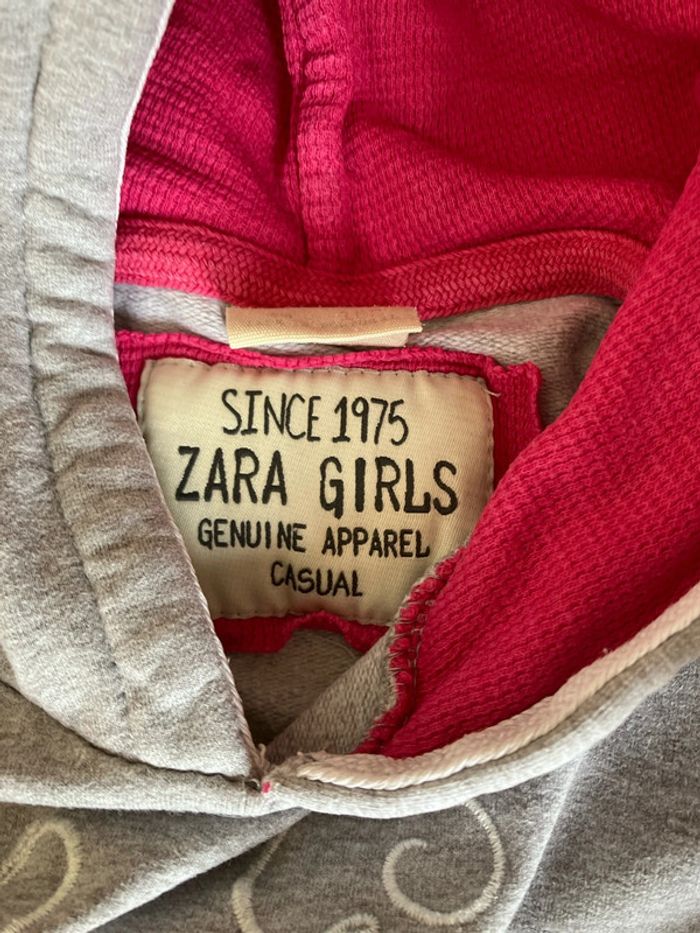 SINCE 1975
ZARA GIRLS
GENUINE APPAREL
CASUAL